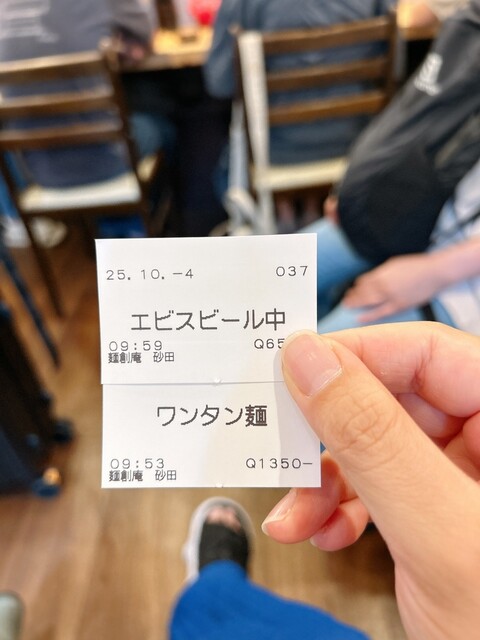 25.10.-4 037
エビスビール中
09:59 Q65
麺創庵 砂田
ワンタン麺
09:53 Q1350-
麺創庵 砂田